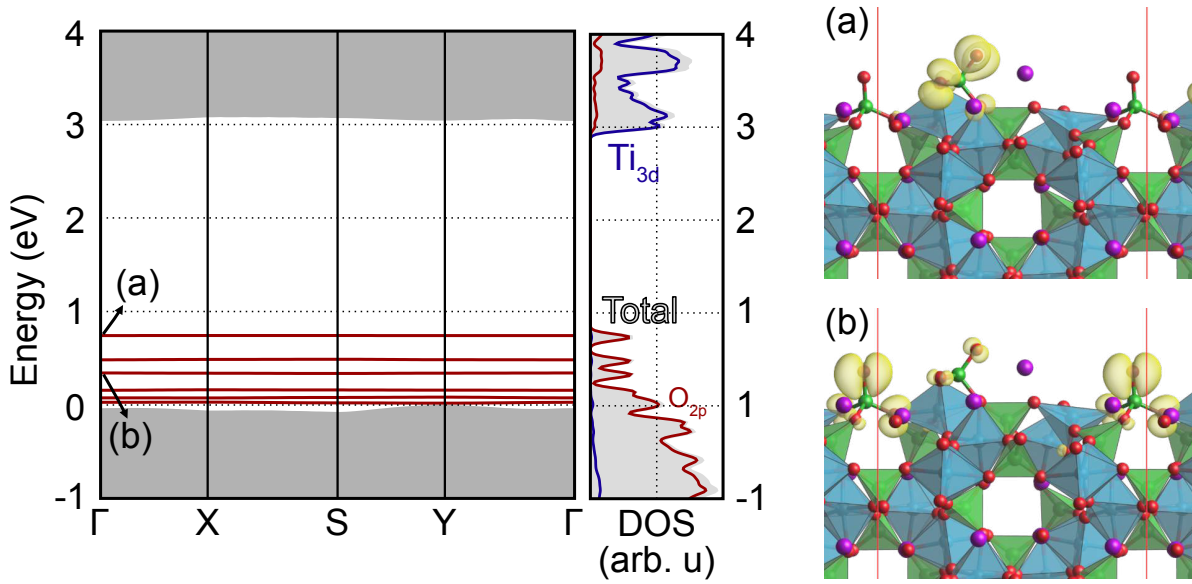 4
3
2
1
0
-1
Energy (eV)
(a)
(b)
Γ
X
S
Y
Γ
Ti3d
Total
O2p
4
3
2
1
1
-1
DOS
(arb. u)
(a)
(b)